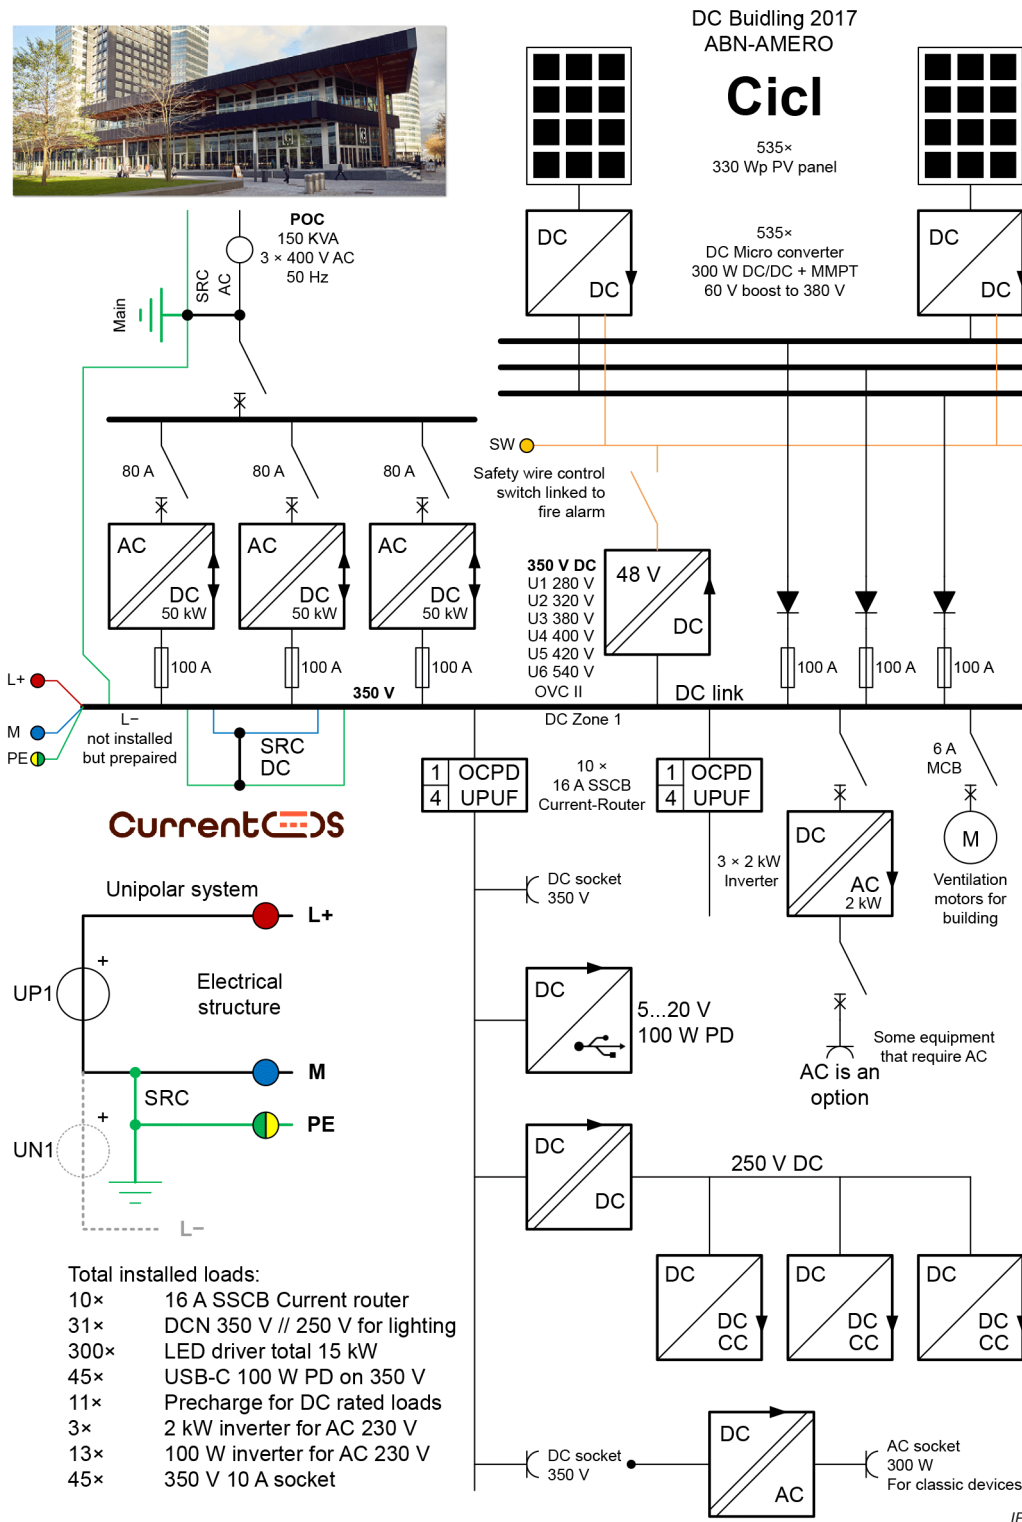 DC Buidling 2017
ABN-AMERO
Cicl
535×
330 Wp PV panel
POC
150 KVA
3 × 400 V AC
50 Hz
SRC
AC
Main
DC
DC
535×
DC Micro converter
300 W DC/DC + MMPT
60 V boost to 380 V
DC
DC
SW
Safety wire control
switch linked to
fire alarm
80 A
80 A
80 A
AC
DC
50 kW
AC
DC
50 kW
AC
DC
50 kW
350 V DC
U1 280 V
U2 320 V
U3 380 V
U4 400 V
U5 420 V
U6 540 V
OVC II
48 V
DC
100 A
100 A
100 A
100 A
100 A
100 A
L+
M
PE
350 V
DC link
L−
not installed
but prepaired
SRC
DC
DC Zone 1
1 OCPD
4 UPUF
10 ×
16 A SSCB
Current-Router
1 OCPD
4 UPUF
6 A
MCB
CurrentOS
3 × 2 kW
Inverter
DC
AC
2 kW
M
Ventilation
motors for
building
DC socket
350 V
Unipolar system
L+
UP1
+
Electrical
structure
M
SRC
PE
UN1
+
L−
DC
5...20 V
100 W PD
Some equipment
that require AC
AC is an
option
DC
DC
250 V DC
DC
DC
CC
DC
DC
CC
DC
DC
CC
Total installed loads:
10× 16 A SSCB Current router
31× DCN 350 V // 250 V for lighting
300× LED driver total 15 kW
45× USB-C 100 W PD on 350 V
11× Precharge for DC rated loads
3× 2 kW inverter for AC 230 V
13× 100 W inverter for AC 230 V
45× 350 V 10 A socket
DC socket
350 V
DC
AC
AC socket
300 W
For classic devices